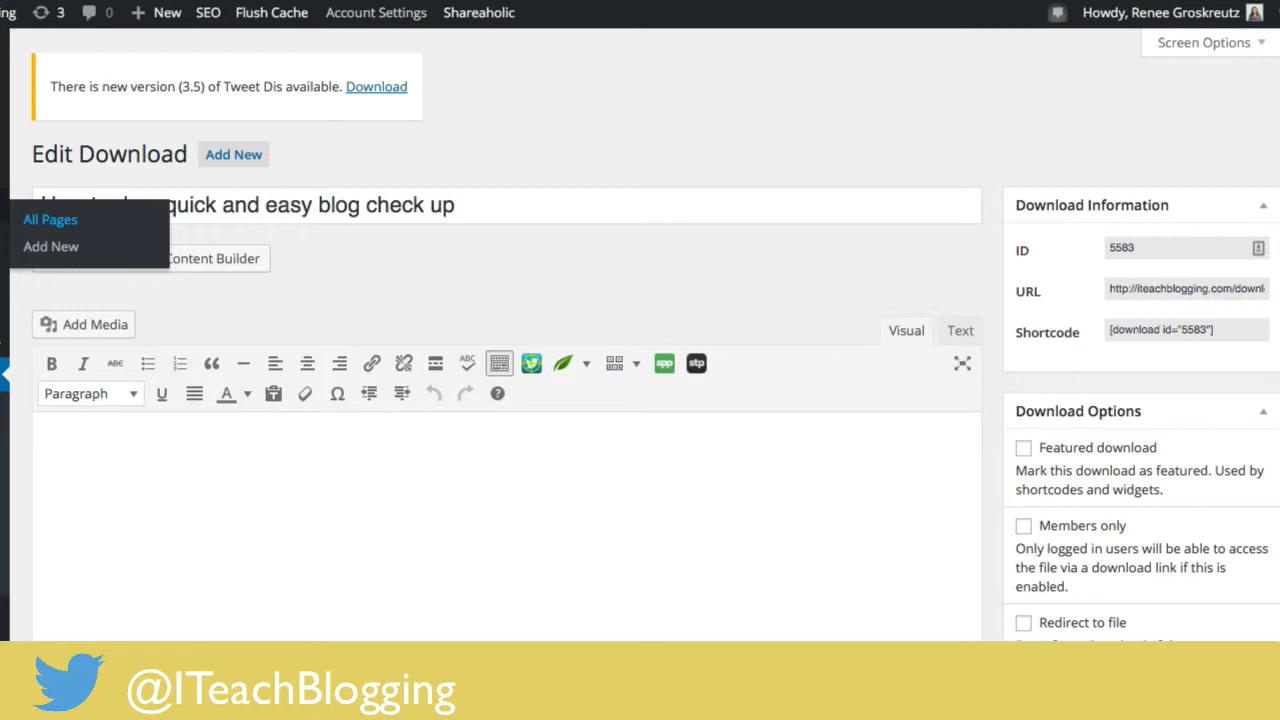 ing 3 0 New SEO Flush Cache Account Settings Shareaholic Howdy, Renee Groskreutz
Screen Options
There is new version (3.5) of Tweet Dis available. Download
Edit Download Add New
quick and easy blog check up
All Pages
Add New
Content Builder
Add Media
Visual Text
B I ABC ABC spp stp
Paragraph U A T Ω ?
Download Information
ID 5583
URL http://iteachblogging.com/downl
Shortcode [download id="5583"]
Download Options
Featured download
Mark this download as featured. Used by
shortcodes and widgets.
Members only
Only logged in users will be able to access
the file via a download link if this is
enabled.
Redirect to file
@ITeachBlogging